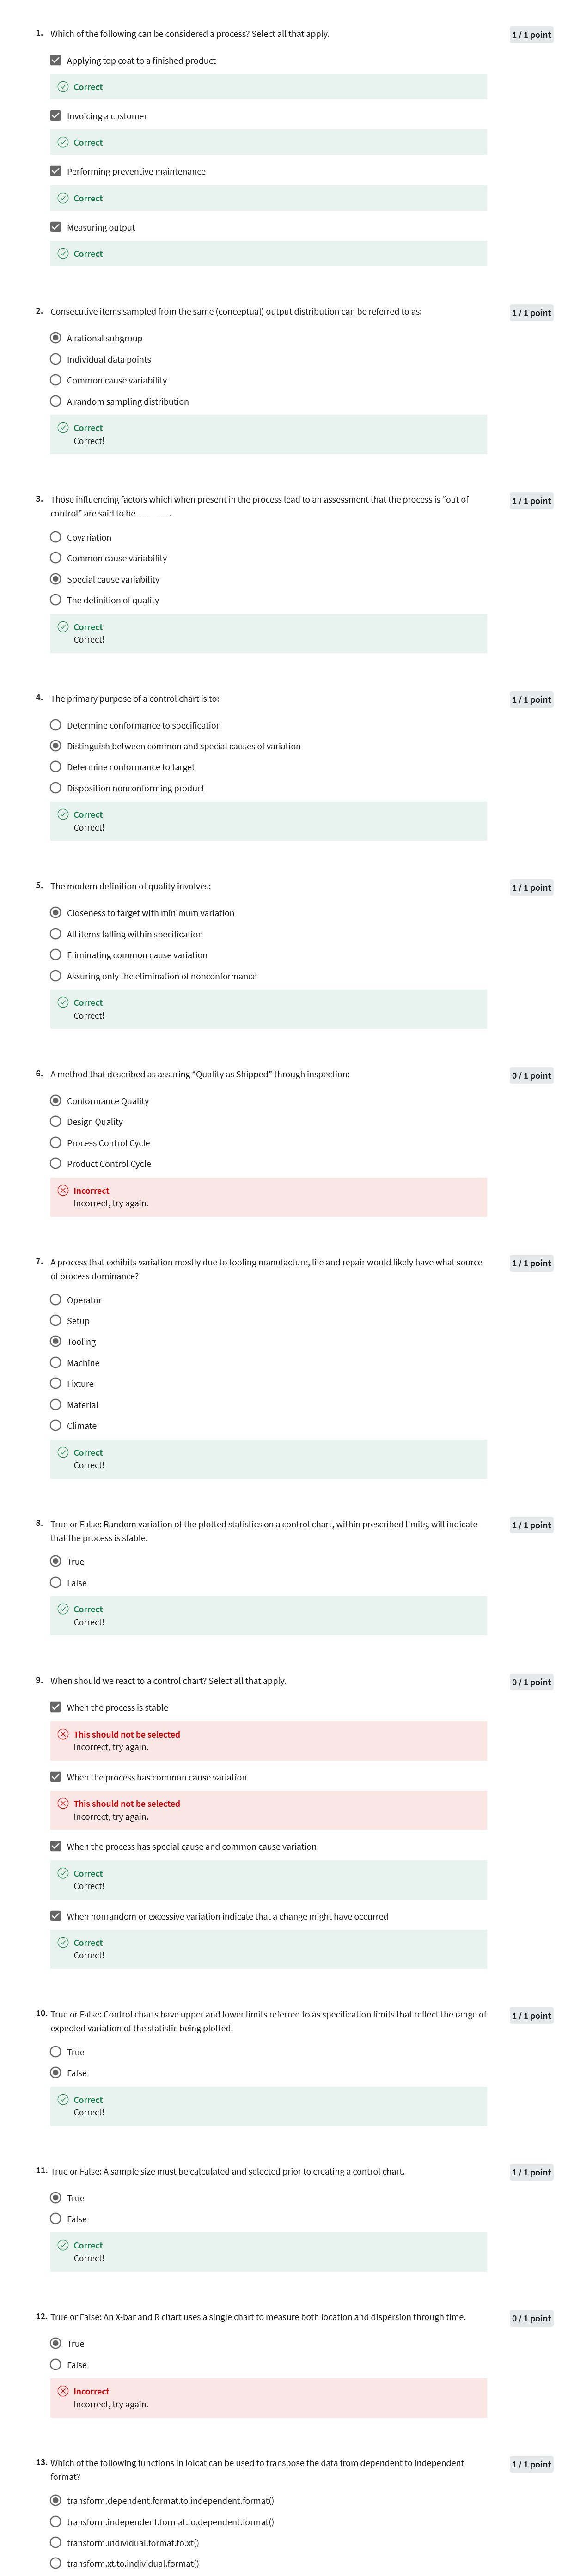 1. Which of the following can be considered a process? Select all that apply.
1 / 1 point
Applying top coat to a finished product
Correct
Invoicing a customer
Correct
Performing preventive maintenance
Correct
Measuring output
Correct
2. Consecutive items sampled from the same (conceptual) output distribution can be referred to as:
1 / 1 point
A rational subgroup
Individual data points
Common cause variability
A random sampling distribution
Correct
Correct!
3. Those influencing factors which when present in the process lead to an assessment that the process is "out of
control" are said to be _______.
1 / 1 point
Covariation
Common cause variability
Special cause variability
The definition of quality
Correct
Correct!
4. The primary purpose of a control chart is to:
1 / 1 point
Determine conformance to specification
Distinguish between common and special causes of variation
Determine conformance to target
Disposition nonconforming product
Correct
Correct!
5. The modern definition of quality involves:
1 / 1 point
Closeness to target with minimum variation
All items falling within specification
Eliminating common cause variation
Assuring only the elimination of nonconformance
Correct
Correct!
6. A method that described as assuring "Quality as Shipped" through inspection:
0 / 1 point
Conformance Quality
Design Quality
Process Control Cycle
Product Control Cycle
Incorrect
Incorrect, try again.
7. A process that exhibits variation mostly due to tooling manufacture, life and repair would likely have what source
of process dominance?
1 / 1 point
Operator
Setup
Tooling
Machine
Fixture
Material
Climate
Correct
Correct!
8. True or False: Random variation of the plotted statistics on a control chart, within prescribed limits, will indicate
that the process is stable.
1 / 1 point
True
False
Correct
Correct!
9. When should we react to a control chart? Select all that apply.
0 / 1 point
When the process is stable
This should not be selected
Incorrect, try again.
When the process has common cause variation
This should not be selected
Incorrect, try again.
When the process has special cause and common cause variation
Correct
Correct!
When nonrandom or excessive variation indicate that a change might have occurred
Correct
Correct!
10. True or False: Control charts have upper and lower limits referred to as specification limits that reflect the range of
expected variation of the statistic being plotted.
1 / 1 point
True
False
Correct
Correct!
11. True or False: A sample size must be calculated and selected prior to creating a control chart.
1 / 1 point
True
False
Correct
Correct!
12. True or False: An X-bar and R chart uses a single chart to measure both location and dispersion through time.
0 / 1 point
True
False
Incorrect
Incorrect, try again.
13. Which of the following functions in lolcat can be used to transpose the data from dependent to independent
format?
1 / 1 point
transform.dependent.format.to.independent.format()
transform.independent.format.to.dependent.format()
transform.individual.format.to.xt()
transform.xt.to.individual.format()